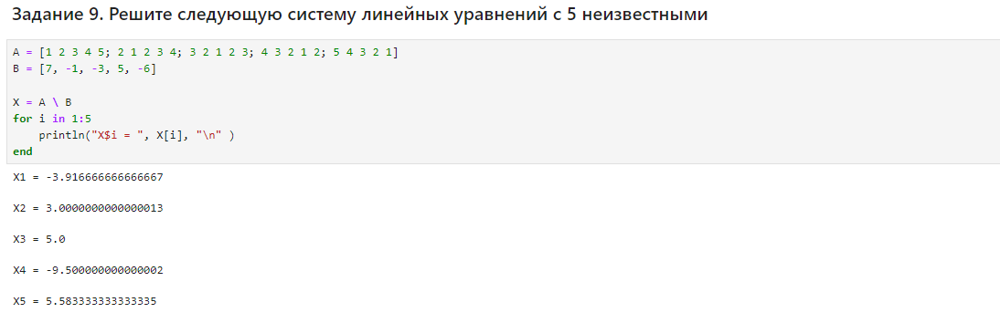 Задание 9. Решите следующую систему линейных уравнений с 5 неизвестными
A = [1 2 3 4 5; 2 1 2 3 4; 3 2 1 2 3; 4 3 2 1 2; 5 4 3 2 1]
B = [7, -1, -3, 5, -6]
X = A \ B
for i in 1:5
    println("X$i = ", X[i], "\n" )
end
X1 = -3.916666666666667
X2 = 3.0000000000000013
X3 = 5.0
X4 = -9.500000000000002
X5 = 5.583333333333335